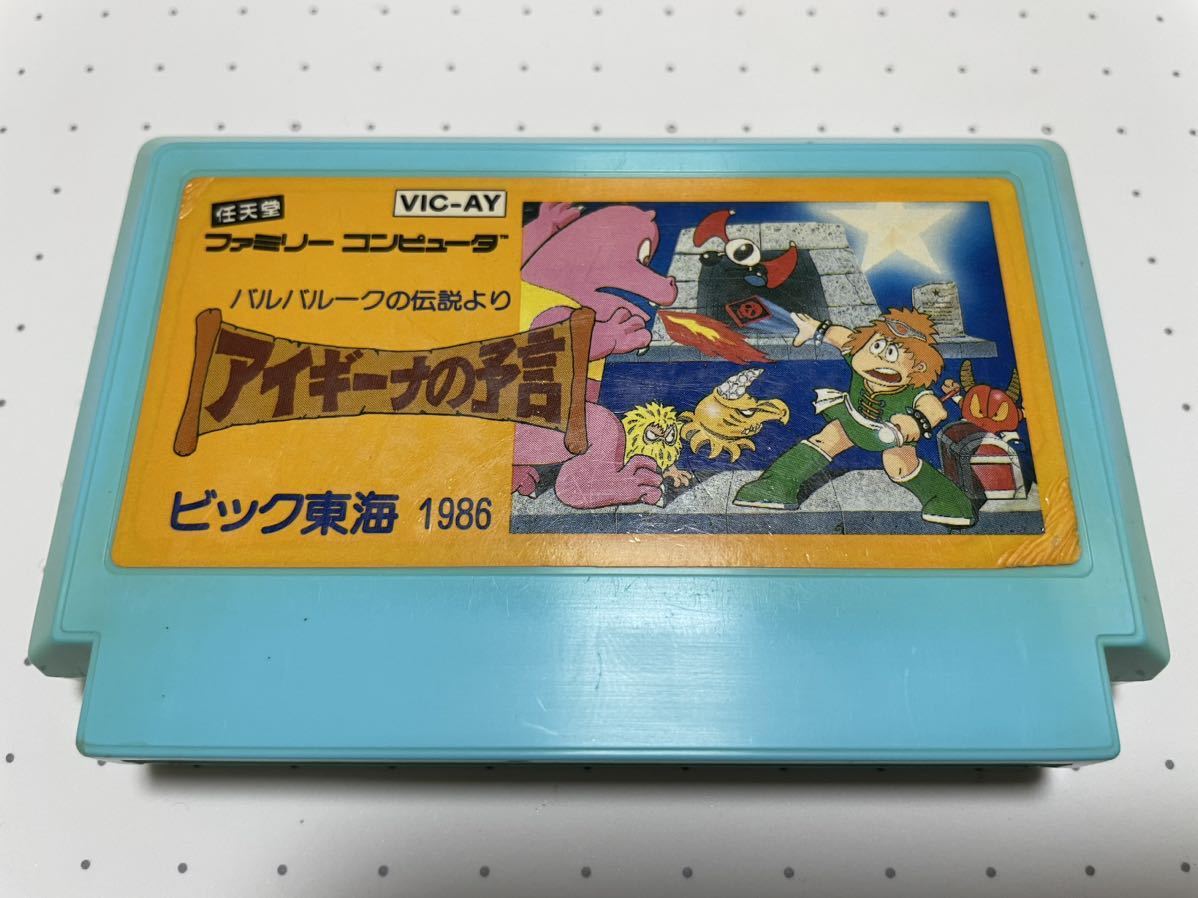 任天堂
VIC-AY
ファミリー コンピュータ™
バルバルークの伝説より
アイギーナの予言
ビック東海 1986